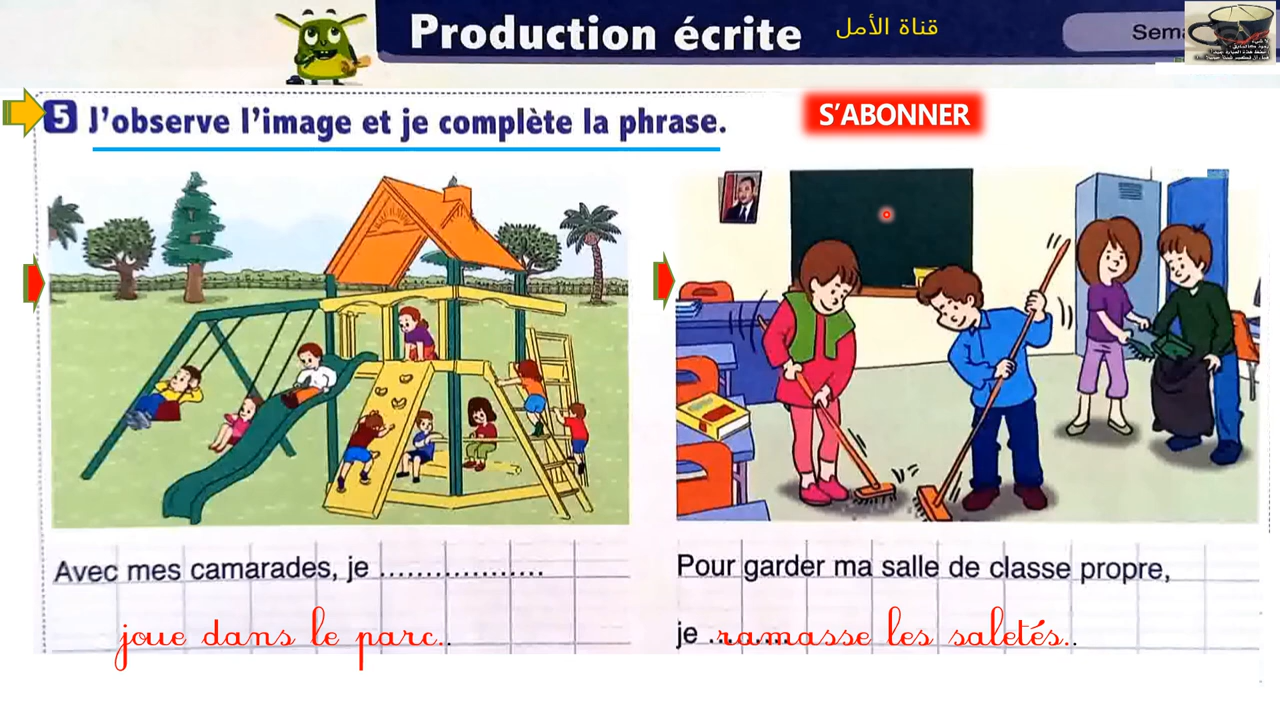 Production écrite
قناة الأمل
Sema
5 J'observe l'image et je complète la phrase.
S'ABONNER
Avec mes camarades, je ..................
joue dans le parc..
Pour garder ma salle de classe propre,
je ......... ramasse les saletés..